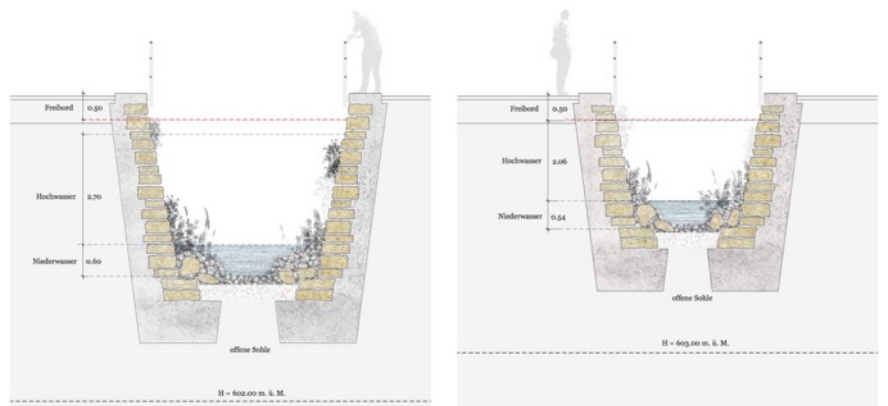 Freibord 0.50
Hochwasser 2.70
Niederwasser 0.60
offene Sohle
H = 602.00 m. ü. M.
Freibord 0.50
Hochwasser 2.06
Niederwasser 0.54
offene Sohle
H = 603.00 m. ü. M.